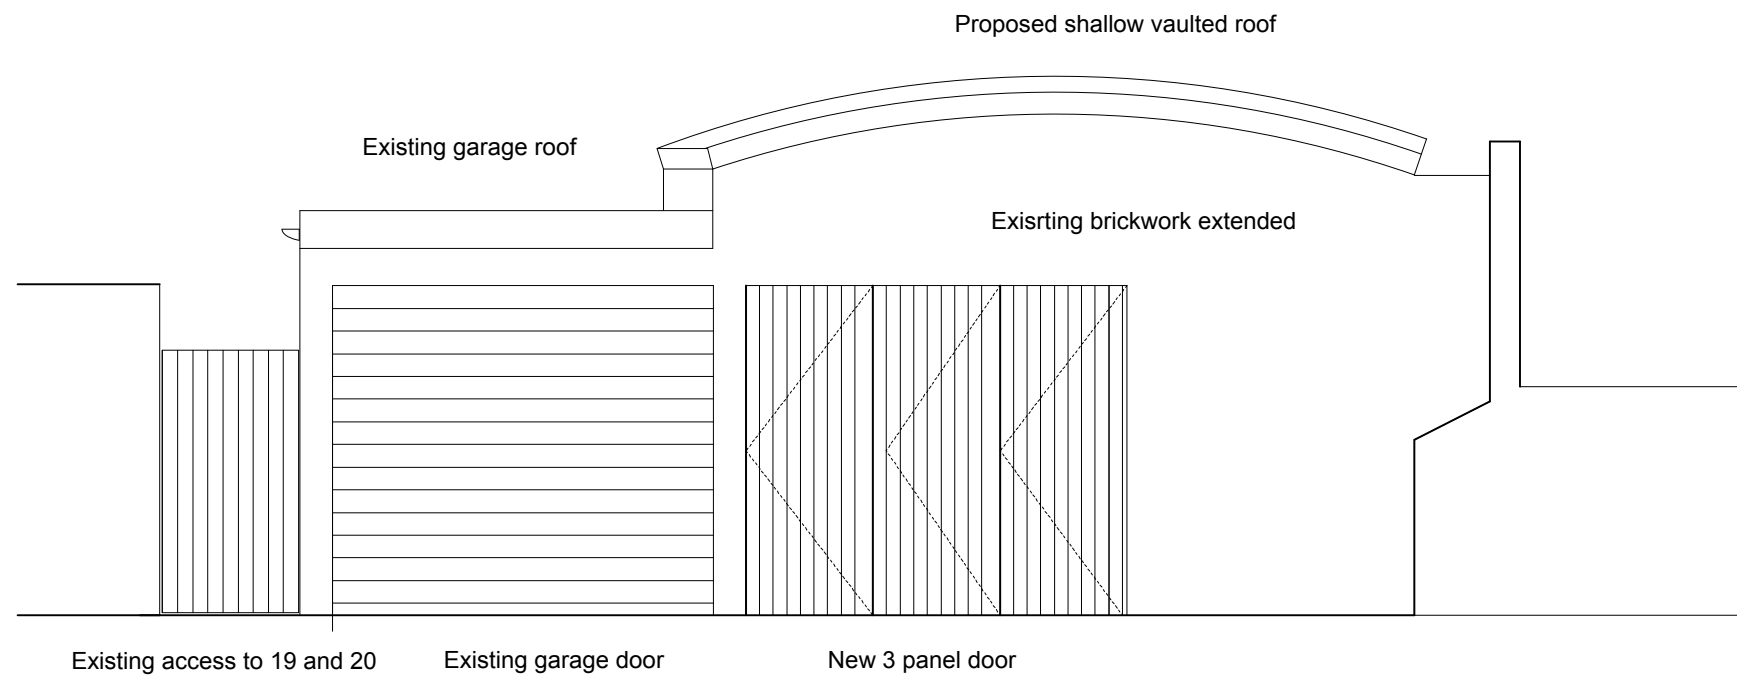 Proposed shallow vaulted roof
Existing garage roof
Exisrting brickwork extended
Existing access to 19 and 20
Existing garage door
New 3 panel door